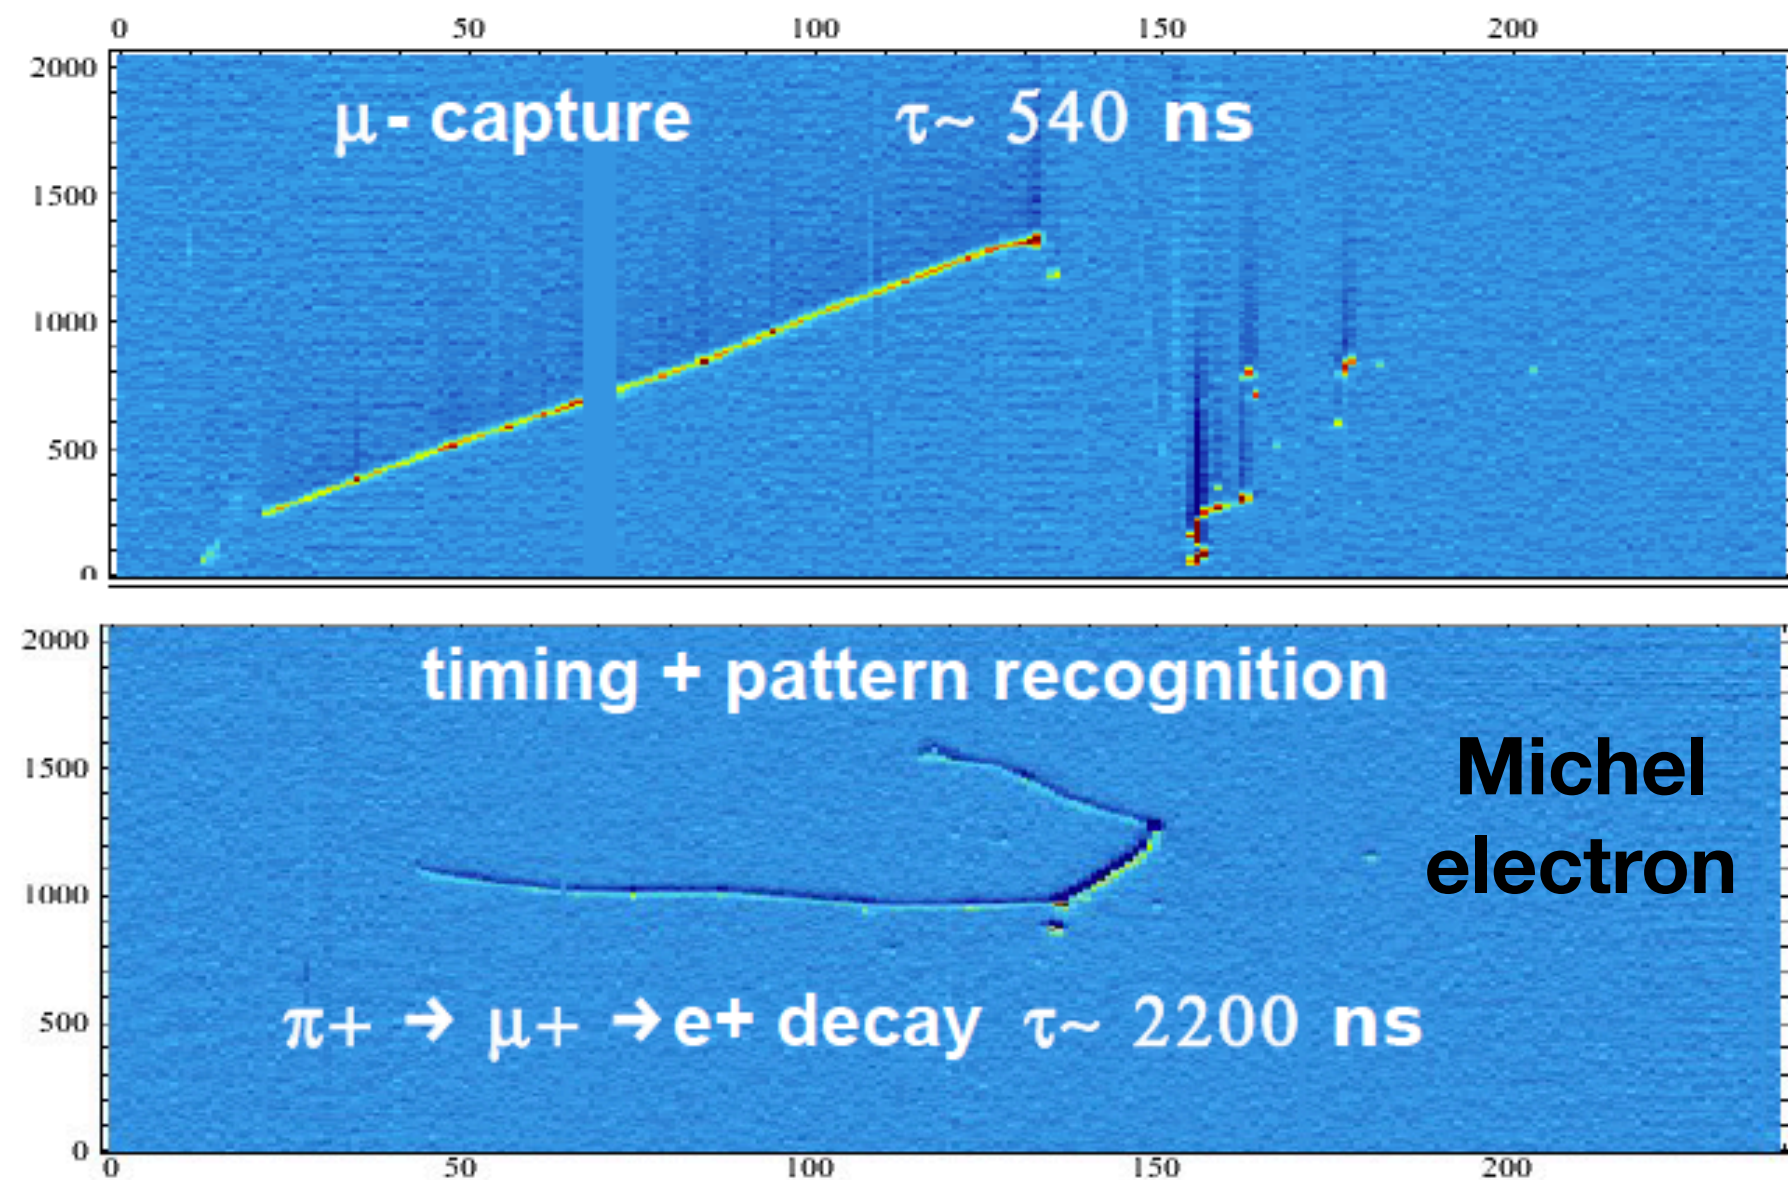 0 50 100 150 200
2000
μ- capture τ~ 540 ns
1500
1000
500
0
2000
timing + pattern recognition
1500
Michel
electron
1000
π+ → μ+ → e+ decay τ~ 2200 ns
500
0
0 50 100 150 200